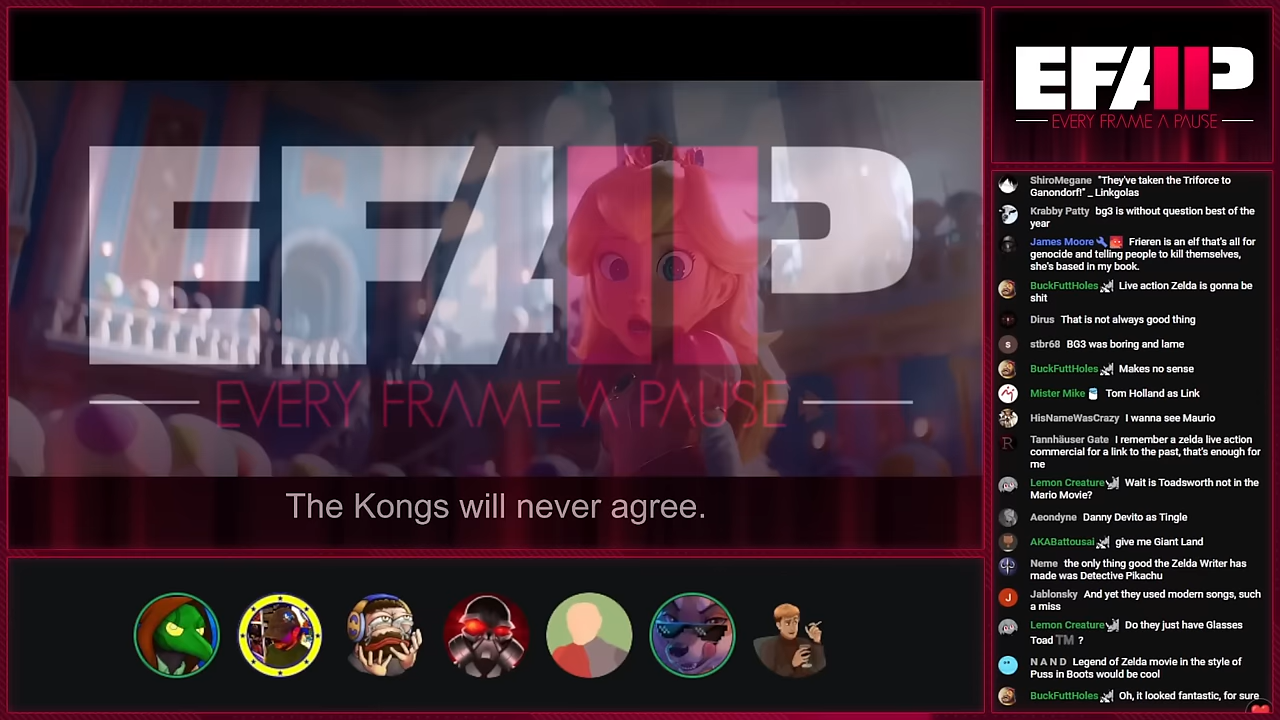 EFAP
EVERY FRAME A PAUSE
The Kongs will never agree.
EFAP
EVERY FRAME A PAUSE
ShiroMegane "They've taken the Triforce to
Ganondorf!" _ Linkgolas
Krabby Patty bg3 is without question best of the
year
James Moore Frieren is an elf that's all for
genocide and telling people to kill themselves,
she's based in my book.
BuckFuttHoles Live action Zelda is gonna be
shit
Dirus That is not always good thing
s
stbr68 BG3 was boring and lame
BuckFuttHoles Makes no sense
Mister Mike Tom Holland as Link
HisNameWasCrazy I wanna see Maurio
R
Tannhäuser Gate I remember a zelda live action
commercial for a link to the past, that's enough for
me
Lemon Creature Wait is Toadsworth not in the
Mario Movie?
Aeondyne Danny Devito as Tingle
AKABattousai give me Giant Land
Neme the only thing good the Zelda Writer has
made was Detective Pikachu
J
Jablonsky And yet they used modern songs, such
a miss
Lemon Creature Do they just have Glasses
Toad TM ?
N A N D Legend of Zelda movie in the style of
Puss in Boots would be cool
BuckFuttHoles Oh, it looked fantastic, for sure